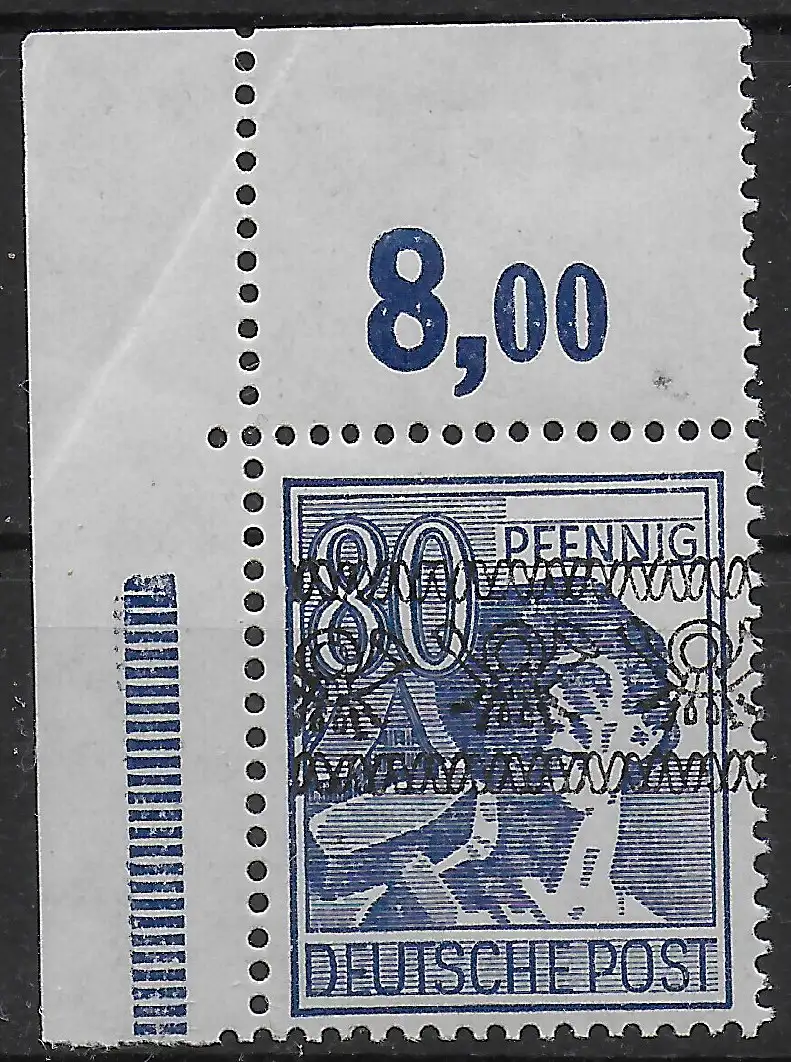 8,00
80
PFENNIG
DEUTSCHE POST